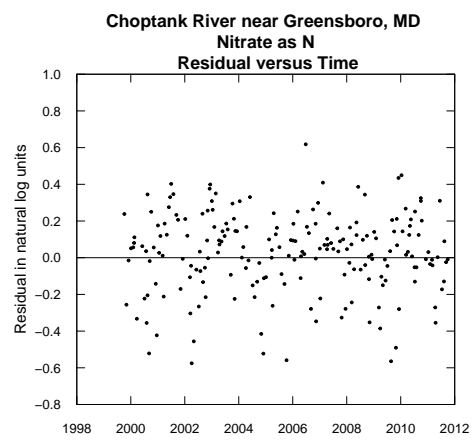 Choptank River near Greensboro, MD
Nitrate as N
Residual versus Time
Residual in natural log units
1.0
0.8
0.6
0.4
0.2
0.0
−0.2
−0.4
−0.6
−0.8
1998 2000 2002 2004 2006 2008 2010 2012